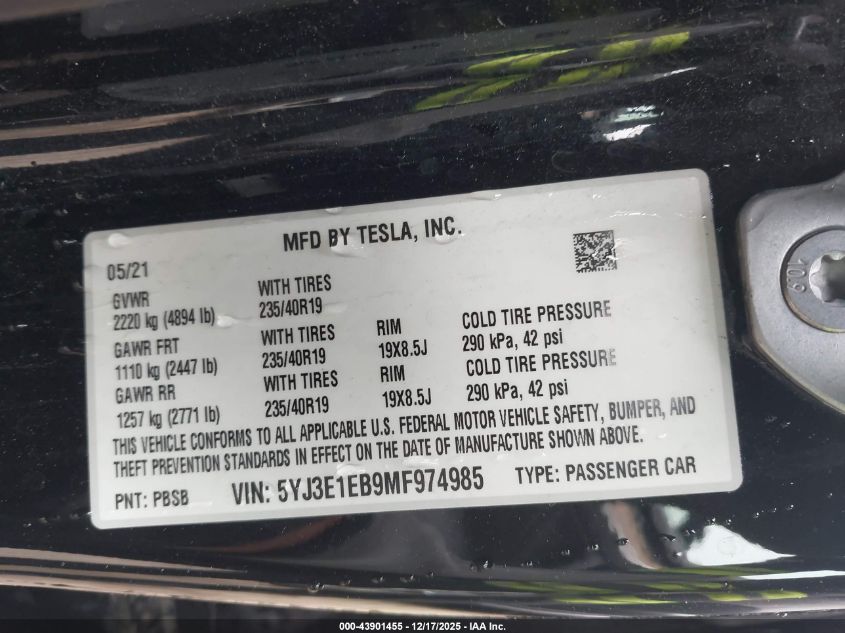 MFD BY TESLA, INC.
05/21
GVWR WITH TIRES
2220 kg (4894 lb) 235/40R19
GAWR FRT WITH TIRES RIM COLD TIRE PRESSURE
1110 kg (2447 lb) 235/40R19 19X8.5J 290 kPa, 42 psi
GAWR RR WITH TIRES RIM COLD TIRE PRESSURE
1257 kg (2771 lb) 235/40R19 19X8.5J 290 kPa, 42 psi
THIS VEHICLE CONFORMS TO ALL APPLICABLE U.S. FEDERAL MOTOR VEHICLE SAFETY, BUMPER, AND
THEFT PREVENTION STANDARDS IN EFFECT ON THE DATE OF MANUFACTURE SHOWN ABOVE.
PNT: PBSB VIN: 5YJ3E1EB9MF974985 TYPE: PASSENGER CAR
10.9
000-43901455 - 12/17/2025 - IAA Inc.